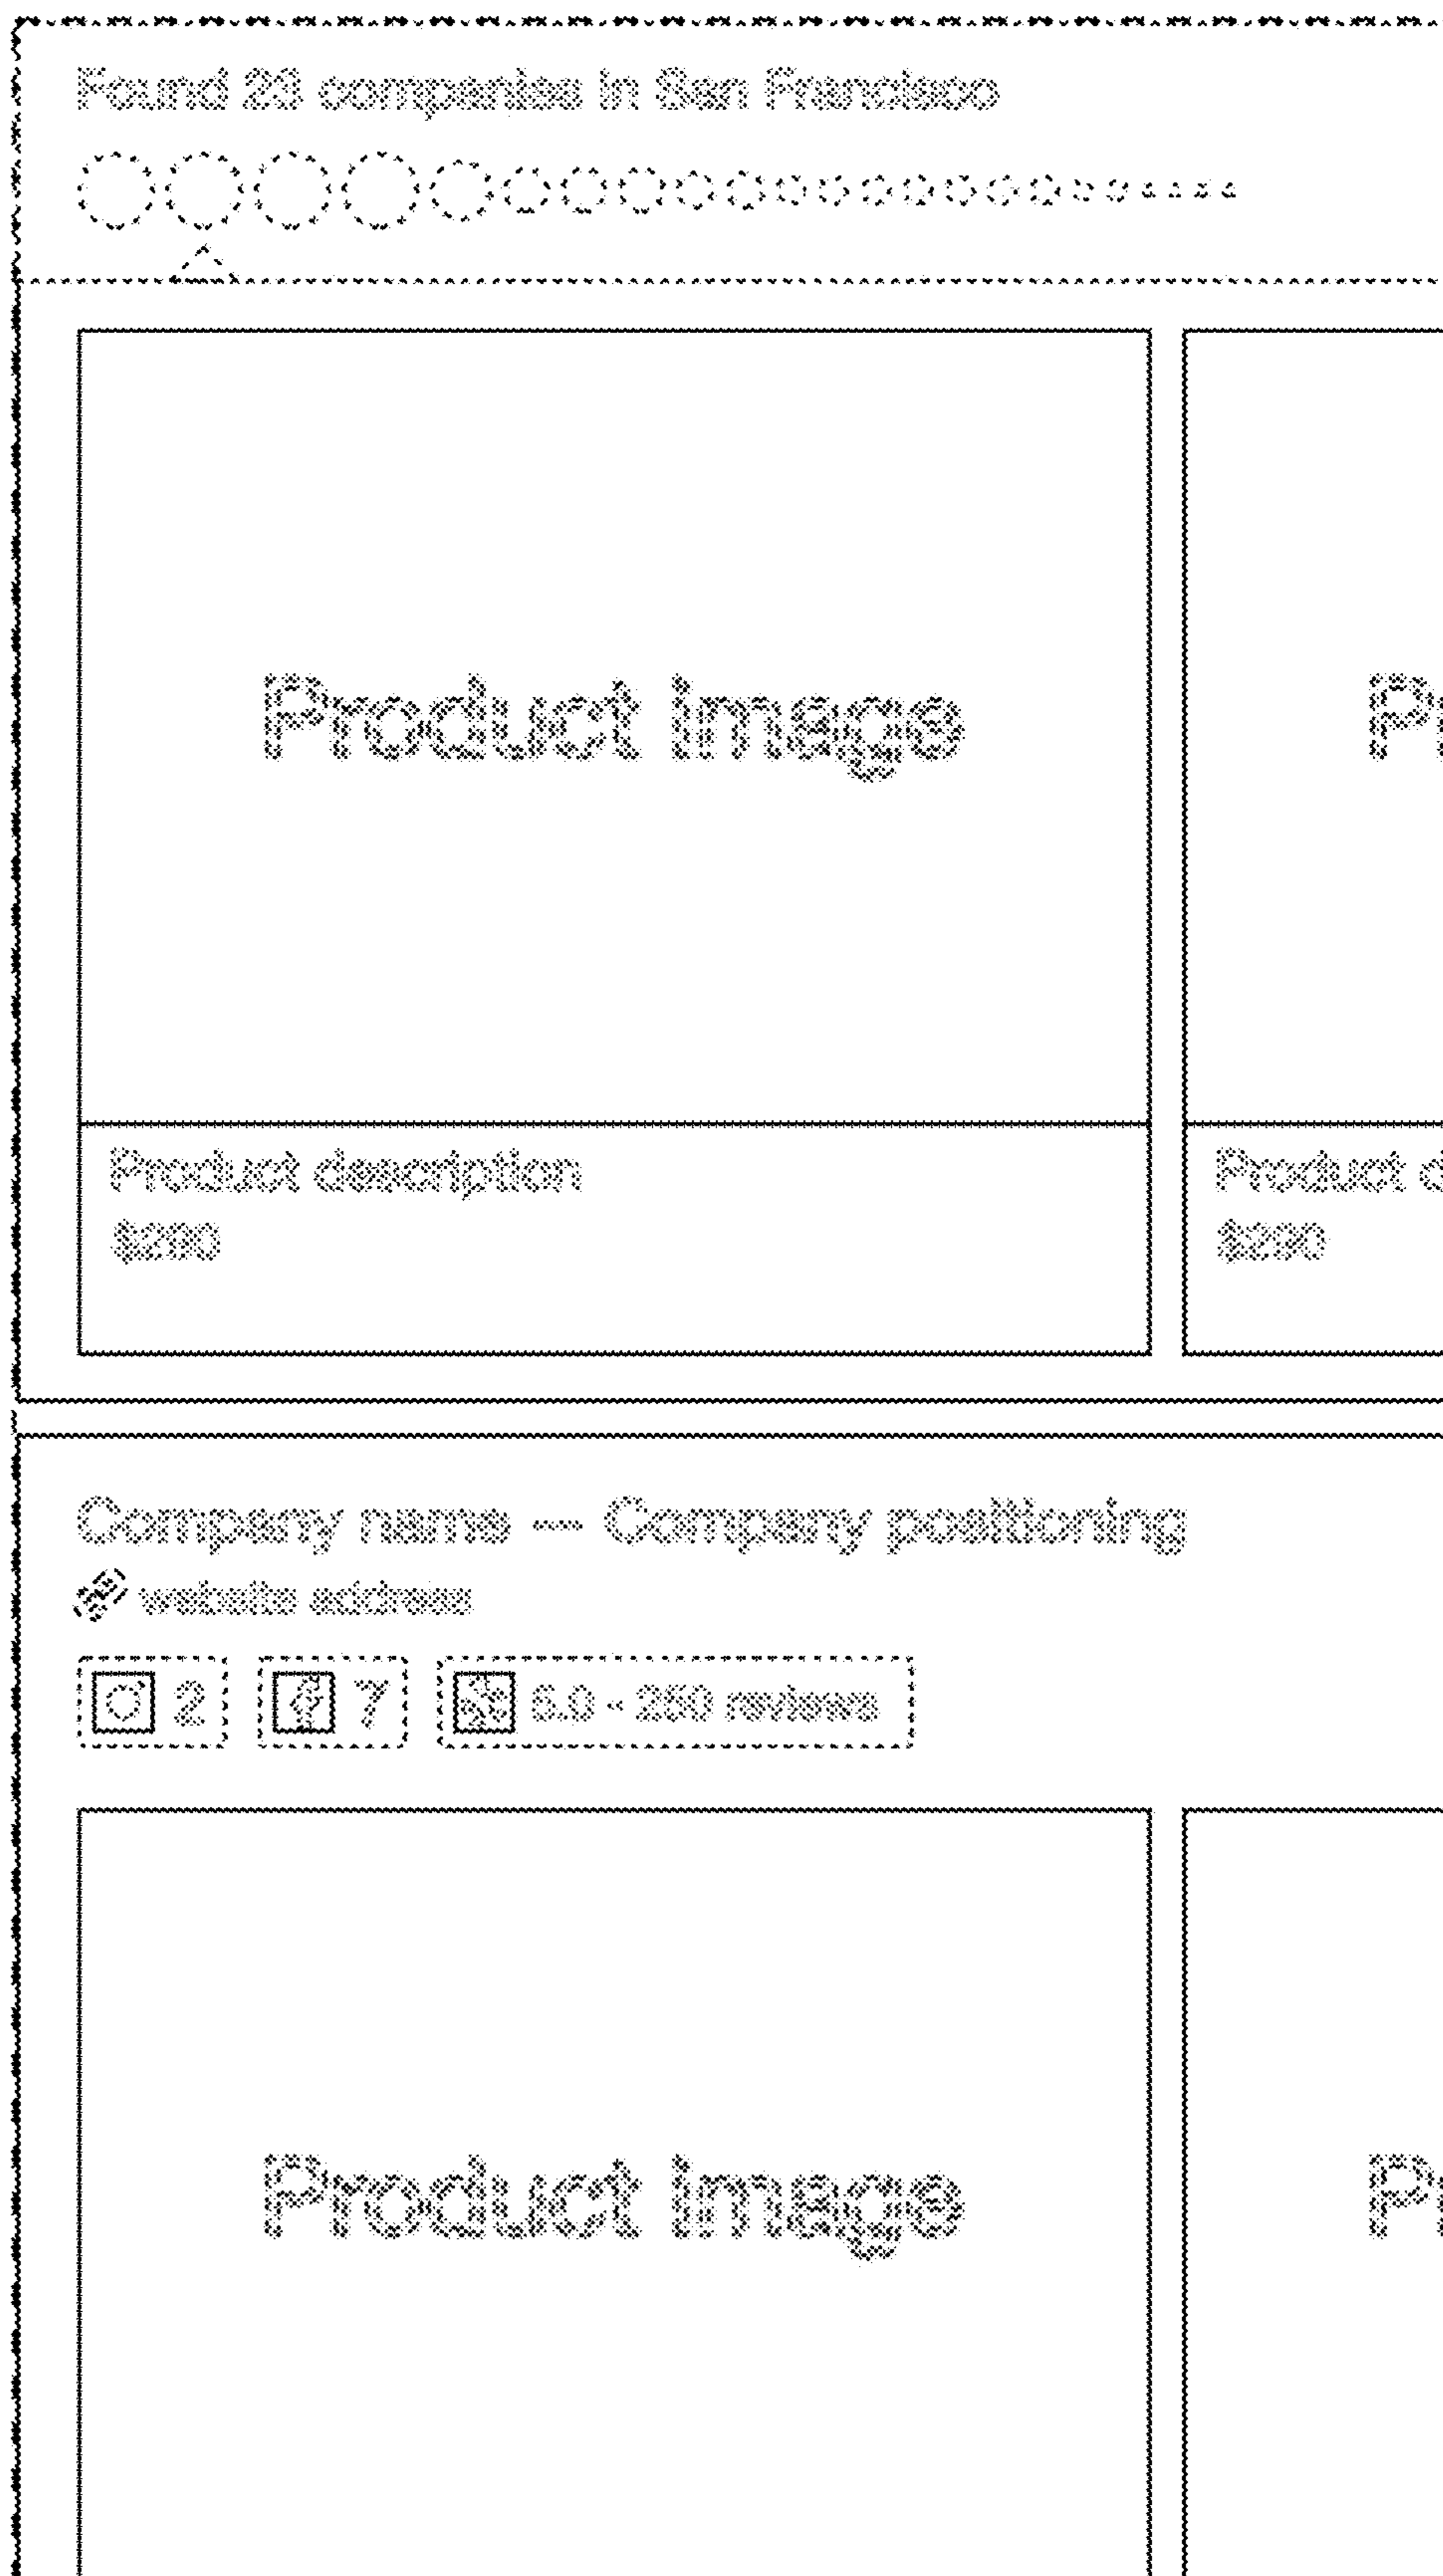 Found 23 companies in San Francisco
Product image
Product description
$290
Product d
$290
Company name — Company positioning
website address
2
7
5.0 - 250 reviews
Product image